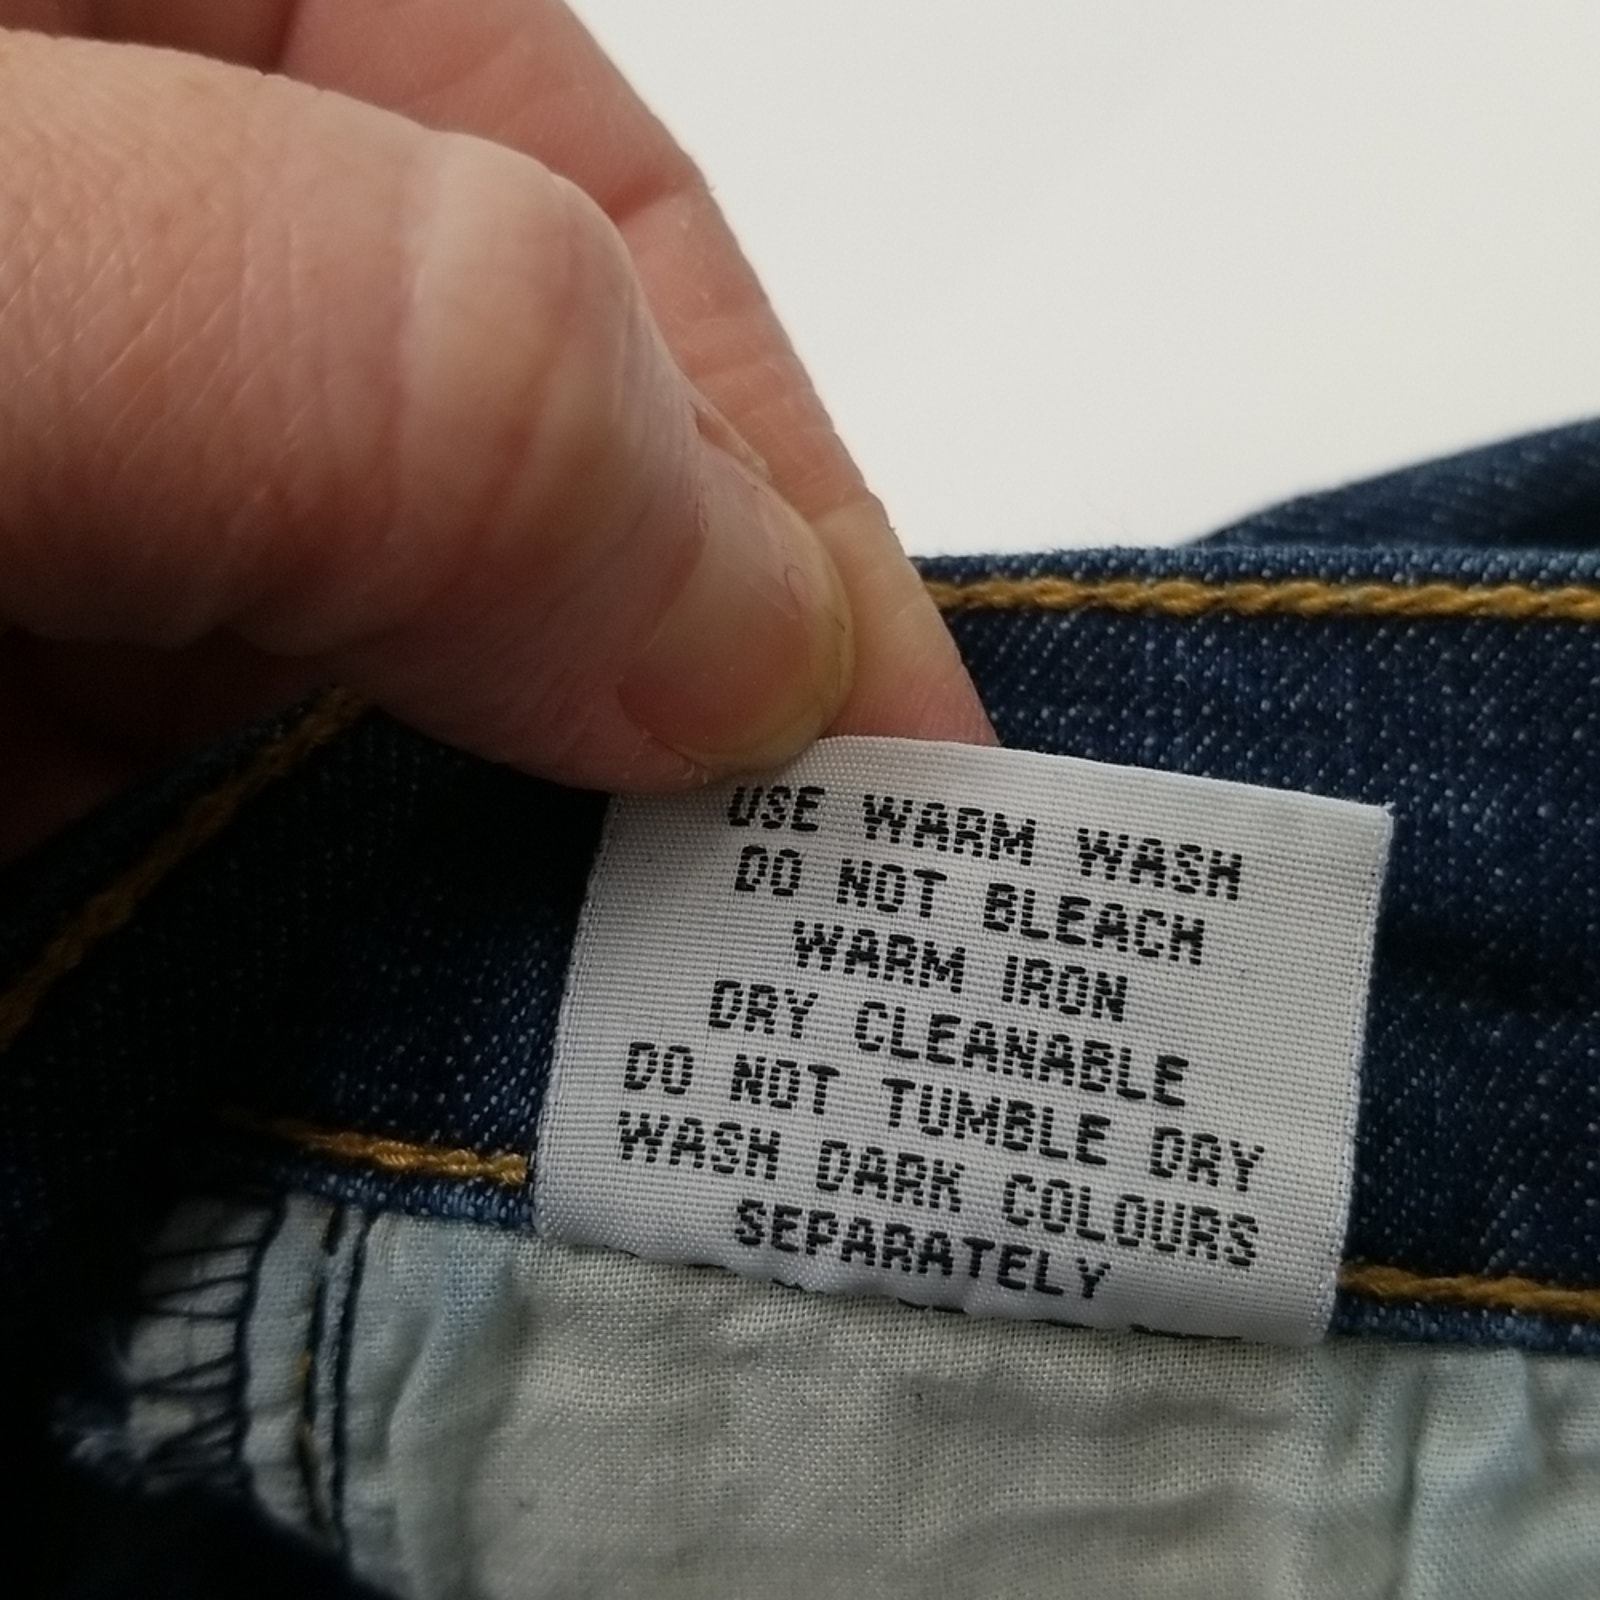 USE WARM WASH
DO NOT BLEACH
WARM IRON
DRY CLEANABLE
DO NOT TUMBLE DRY
WASH DARK COLOURS
SEPARATELY